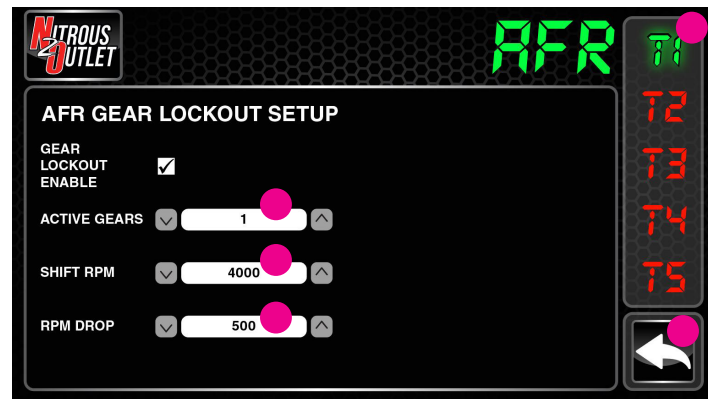 NITROUS
OUTLET
AFR
T1
T2
T3
T4
T5
AFR GEAR LOCKOUT SETUP
GEAR
LOCKOUT
ENABLE
ACTIVE GEARS 1
SHIFT RPM 4000
RPM DROP 500